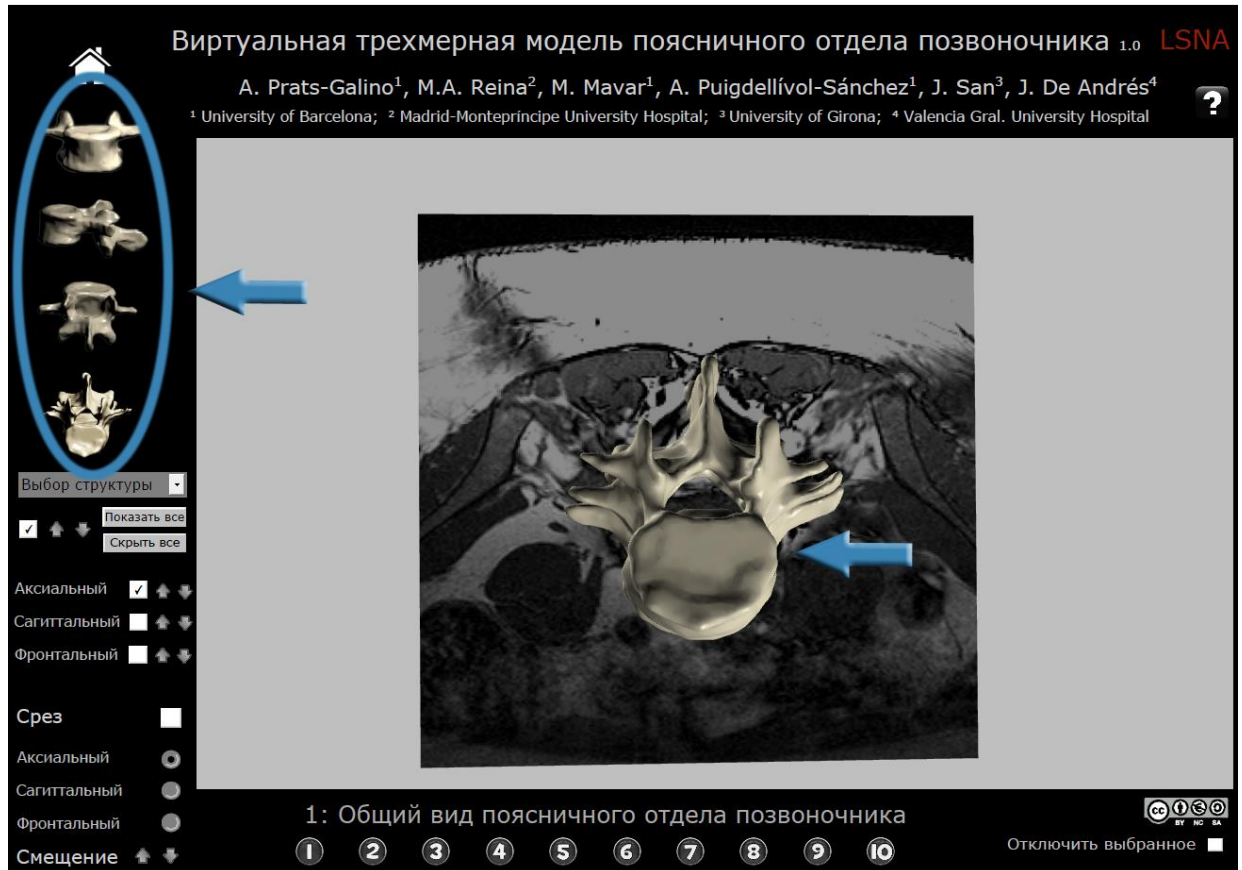 Виртуальная трехмерная модель поясничного отдела позвоночника 1.0 LSNA
A. Prats-Galino¹, M.A. Reina², M. Mavar¹, A. Puigdellívol-Sánchez¹, J. San³, J. De Andrés⁴
¹ University of Barcelona; ² Madrid-Montepríncipe University Hospital; ³ University of Girona; ⁴ Valencia Gral. University Hospital
?
Выбор структуры
Показать все
Скрыть все
Аксиальный
Сагиттальный
Фронтальный
Срез
Аксиальный
Сагиттальный
Фронтальный
Смещение
1: Общий вид поясничного отдела позвоночника
1 2 3 4 5 6 7 8 9 10
cc BY NC SA
Отключить выбранное